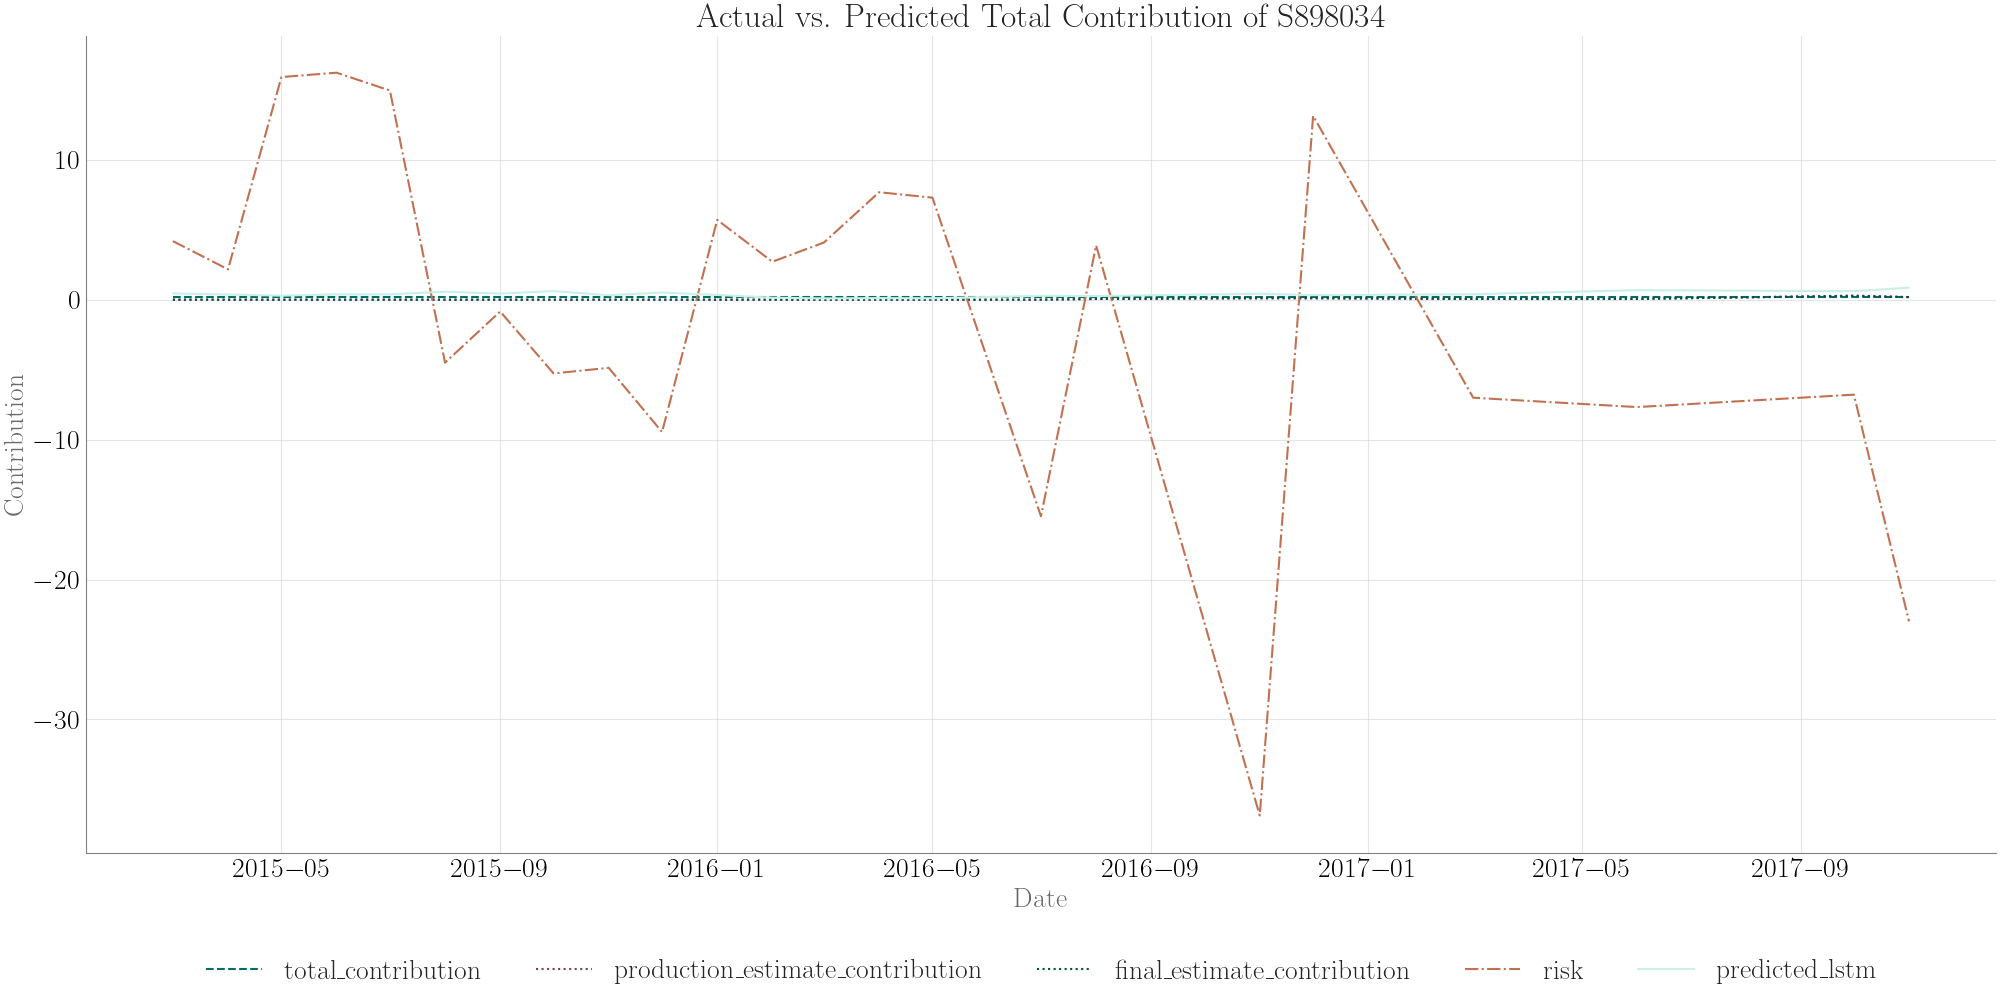 Actual vs. Predicted Total Contribution of S898034
10
0
−10
−20
−30
Contribution
2015−05 2015−09 2016−01 2016−05 2016−09 2017−01 2017−05 2017−09
Date
total_contribution production_estimate_contribution final_estimate_contribution risk predicted_lstm